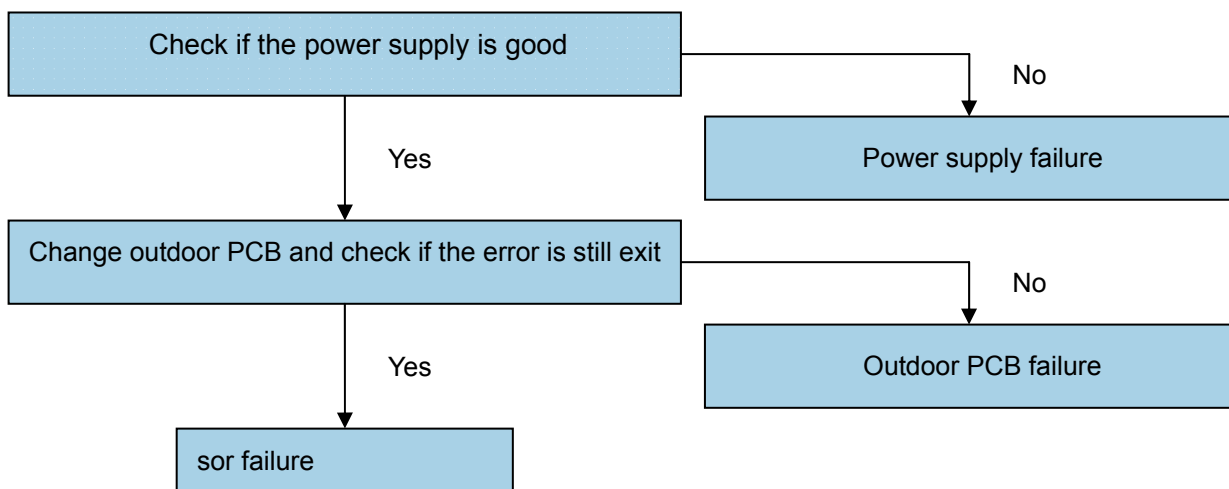 Check if the power supply is good
No
Power supply failure
Yes
Change outdoor PCB and check if the error is still exit
No
Outdoor PCB failure
Yes
sor failure